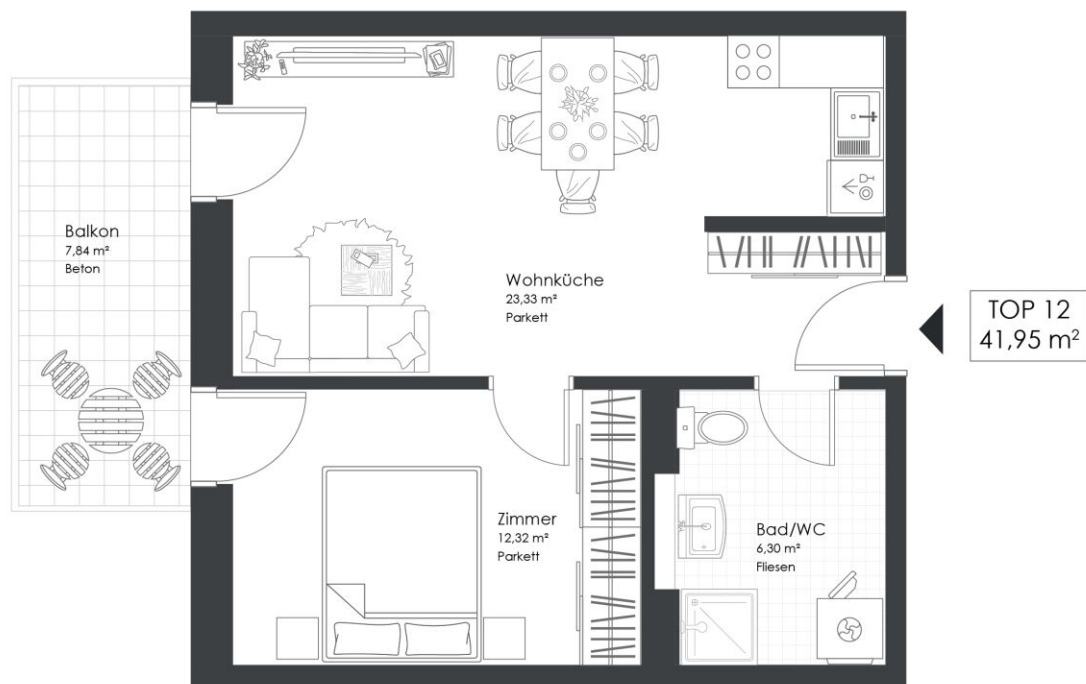 Balkon
7,84 m²
Beton
Wohnküche
23,33 m²
Parkett
TOP 12
41,95 m²
Zimmer
12,32 m²
Parkett
Bad/WC
6,30 m²
Fliesen